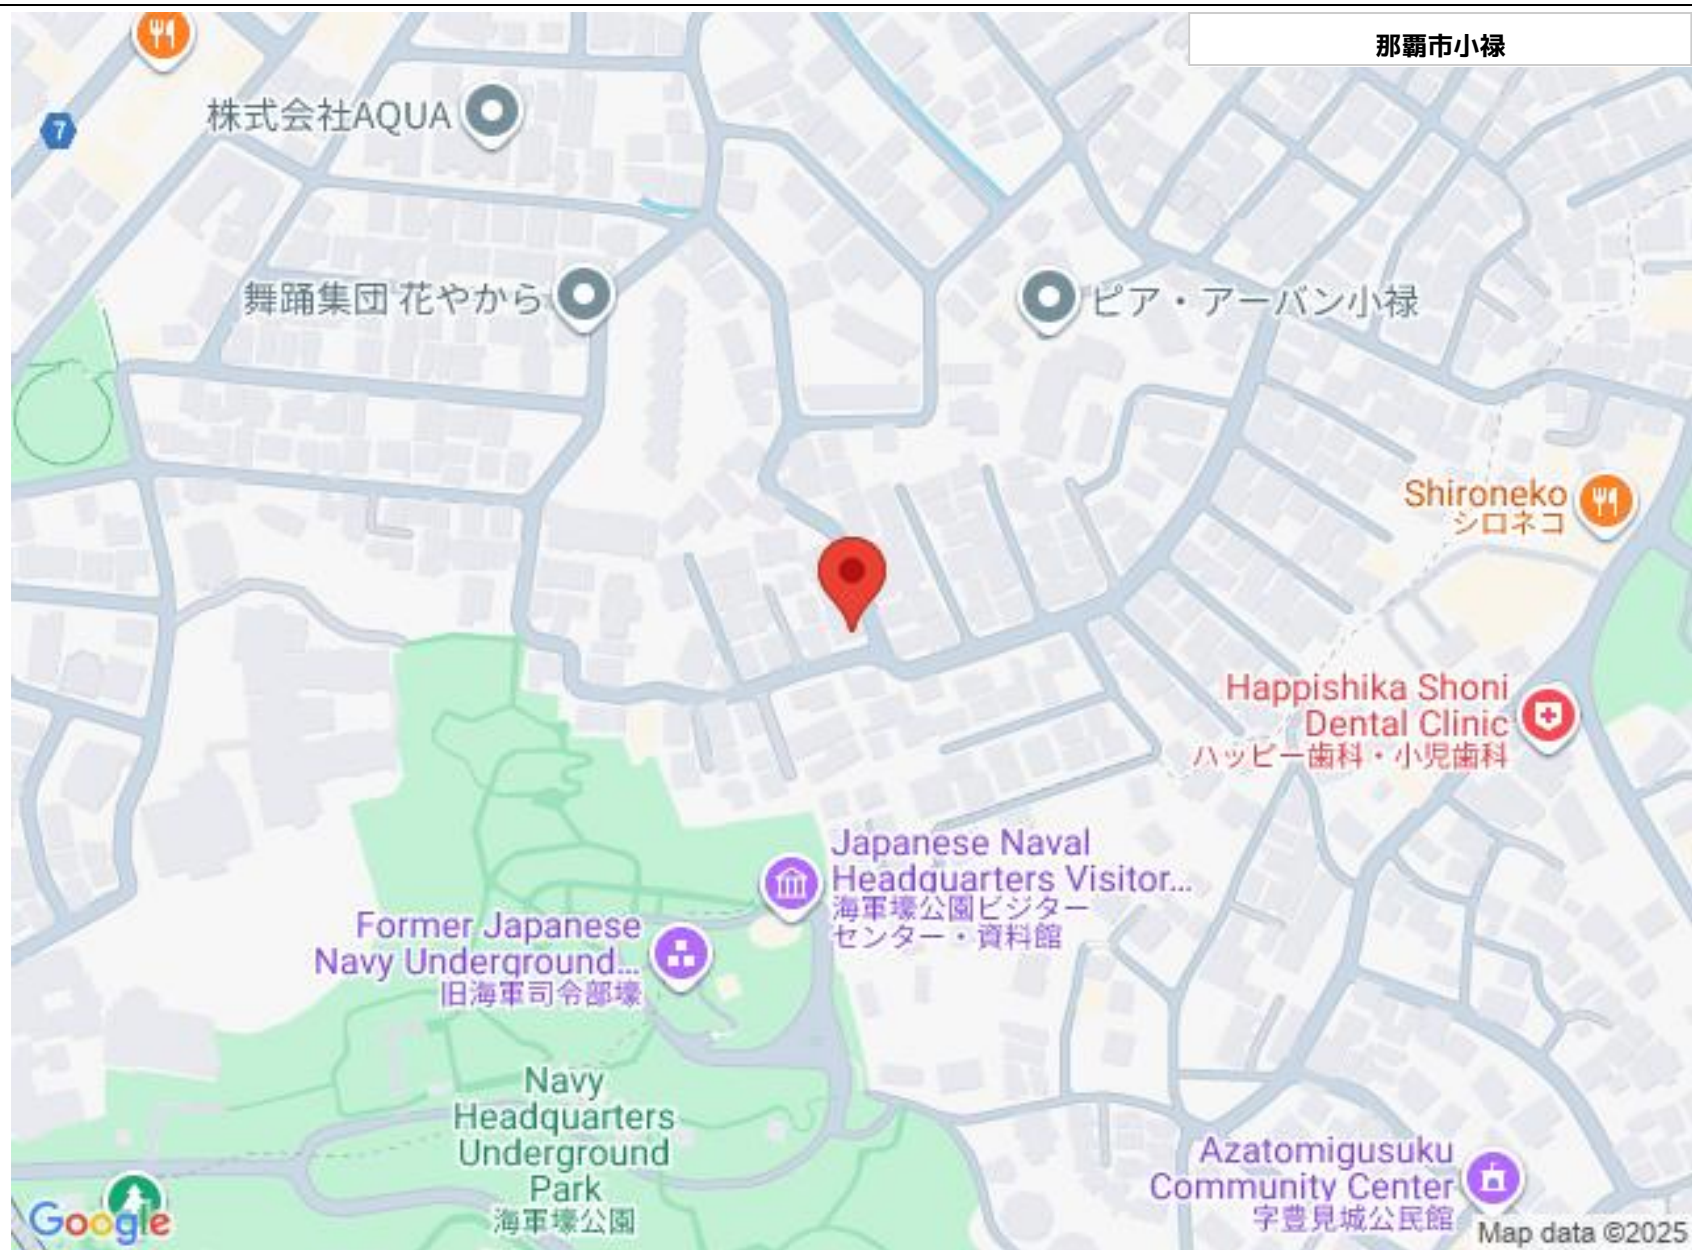 那覇市小禄
7
株式会社AQUA
舞踊集団 花やから
ピア・アーバン小禄
Shironeko
シロネコ
Happishika Shoni
Dental Clinic
ハッピー歯科・小児歯科
Japanese Naval
Headquarters Visitor...
海軍壕公園ビジター
センター・資料館
Former Japanese
Navy Underground...
旧海軍司令部壕
Navy
Headquarters
Underground
Park
海軍壕公園
Azatomigusuku
Community Center
字豊見城公民館
Google
Map data ©2025